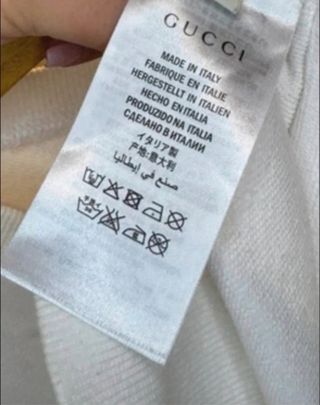 GUCCI
MADE IN ITALY
FABRIQUE EN ITALIE
HERGESTELLT IN ITALIEN
HECHO EN ITALIA
PRODUZIDO NA ITALIA
СДЕЛАНО В ИТАЛИИ
イタリア製
产地:意大利
صنع في إيطاليا